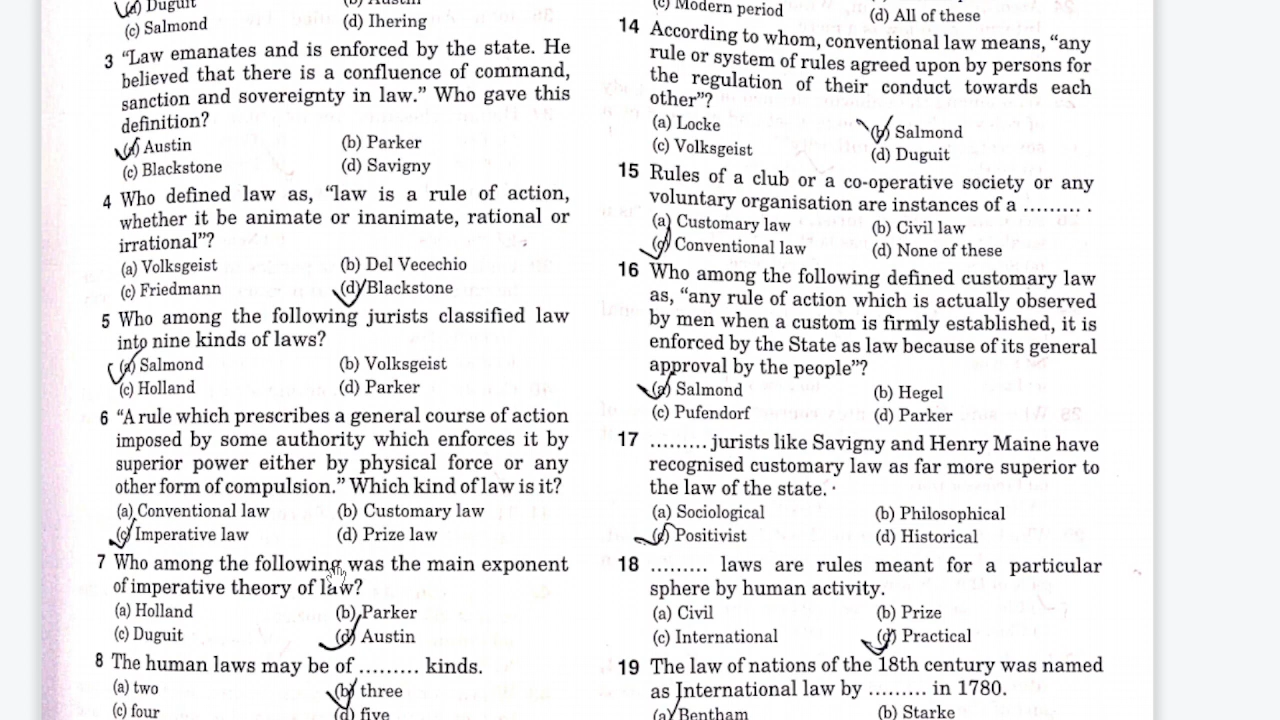 (a) Duguit (b) Austin
(c) Salmond (d) Ihering
3 “Law emanates and is enforced by the state. He
believed that there is a confluence of command,
sanction and sovereignty in law.” Who gave this
definition?
(a) Austin (b) Parker
(c) Blackstone (d) Savigny
4 Who defined law as, “law is a rule of action,
whether it be animate or inanimate, rational or
irrational”?
(a) Volksgeist (b) Del Vecechio
(c) Friedmann (d) Blackstone
5 Who among the following jurists classified law
into nine kinds of laws?
(a) Salmond (b) Volksgeist
(c) Holland (d) Parker
6 “A rule which prescribes a general course of action
imposed by some authority which enforces it by
superior power either by physical force or any
other form of compulsion.” Which kind of law is it?
(a) Conventional law (b) Customary law
(c) Imperative law (d) Prize law
7 Who among the following was the main exponent
of imperative theory of law?
(a) Holland (b) Parker
(c) Duguit (d) Austin
8 The human laws may be of ......... kinds.
(a) two (b) three
(c) four (d) five
(c) Modern period (d) All of these
14 According to whom, conventional law means, “any
rule or system of rules agreed upon by persons for
the regulation of their conduct towards each
other”?
(a) Locke (b) Salmond
(c) Volksgeist (d) Duguit
15 Rules of a club or a co-operative society or any
voluntary organisation are instances of a ......... .
(a) Customary law (b) Civil law
(c) Conventional law (d) None of these
16 Who among the following defined customary law
as, “any rule of action which is actually observed
by men when a custom is firmly established, it is
enforced by the State as law because of its general
approval by the people”?
(a) Salmond (b) Hegel
(c) Pufendorf (d) Parker
17 ......... jurists like Savigny and Henry Maine have
recognised customary law as far more superior to
the law of the state.
(a) Sociological (b) Philosophical
(c) Positivist (d) Historical
18 ......... laws are rules meant for a particular
sphere by human activity.
(a) Civil (b) Prize
(c) International (d) Practical
19 The law of nations of the 18th century was named
as International law by ......... in 1780.
(a) Bentham (b) Starke